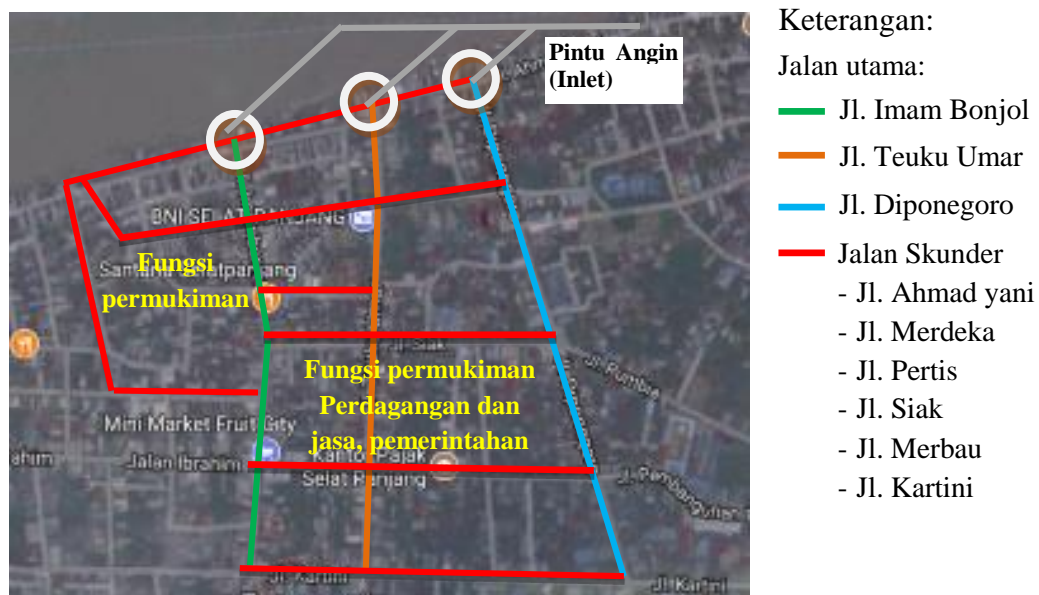 Keterangan:
Jalan utama:
Jl. Imam Bonjol
Jl. Teuku Umar
Jl. Diponegoro
Jalan Skunder
- Jl. Ahmad yani
- Jl. Merdeka
- Jl. Pertis
- Jl. Siak
- Jl. Merbau
- Jl. Kartini
Pintu Angin
(Inlet)
Fungsi
permukiman
Fungsi permukiman
Perdagangan dan
jasa, pemerintahan
Mini Market Fruit City
Jalan Ibrahim
Kantor Pajak
Selat Panjang
Jl. Siak
Jl. Rumbia
Jl. Kartini
Jl. Kartini